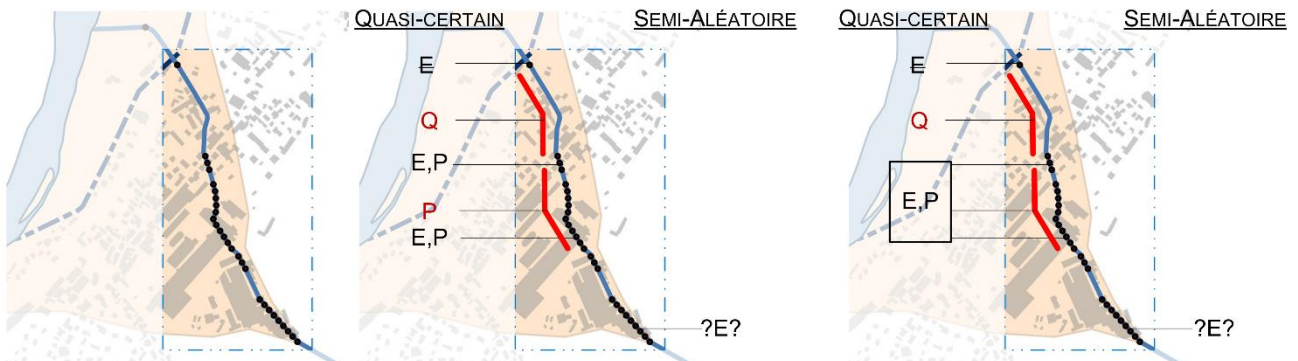 QUASI-CERTAIN SEMI-ALÉATOIRE
E
Q
E,P
P
E,P
?E?
QUASI-CERTAIN SEMI-ALÉATOIRE
E
Q
E,P
?E?